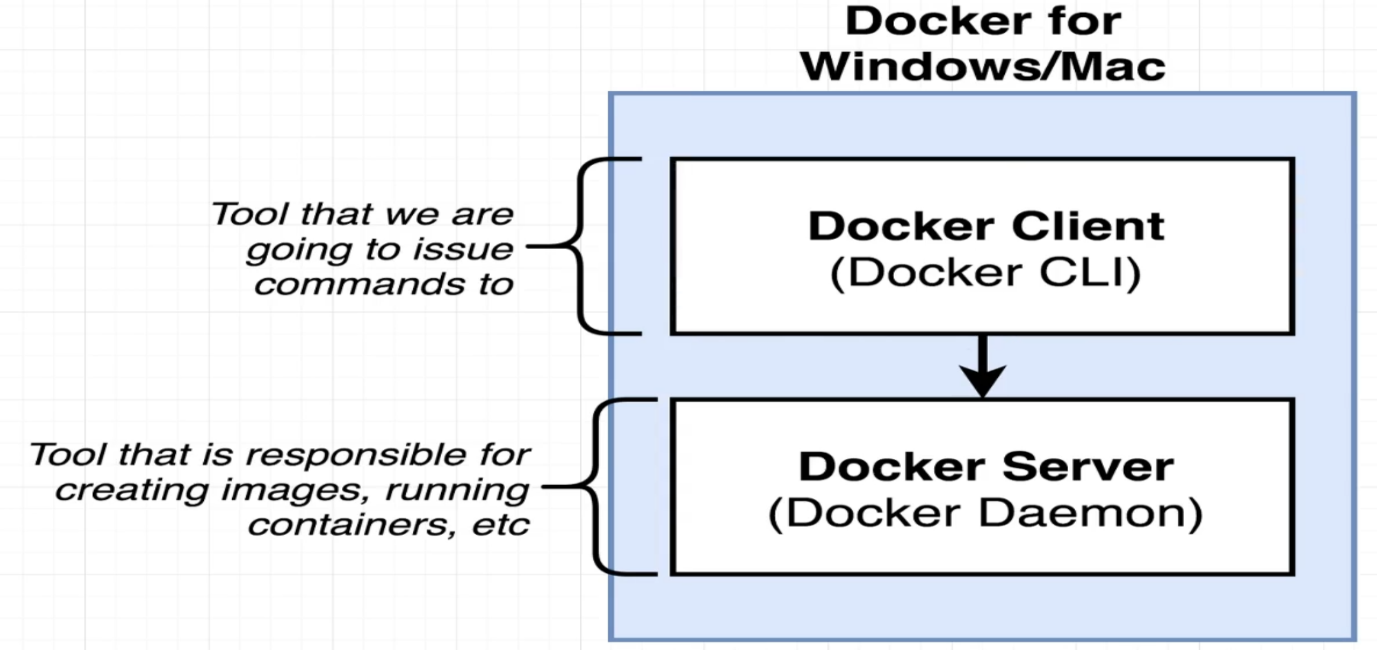 Docker for
Windows/Mac
Tool that we are
going to issue
commands to
Docker Client
(Docker CLI)
Tool that is responsible for
creating images, running
containers, etc
Docker Server
(Docker Daemon)